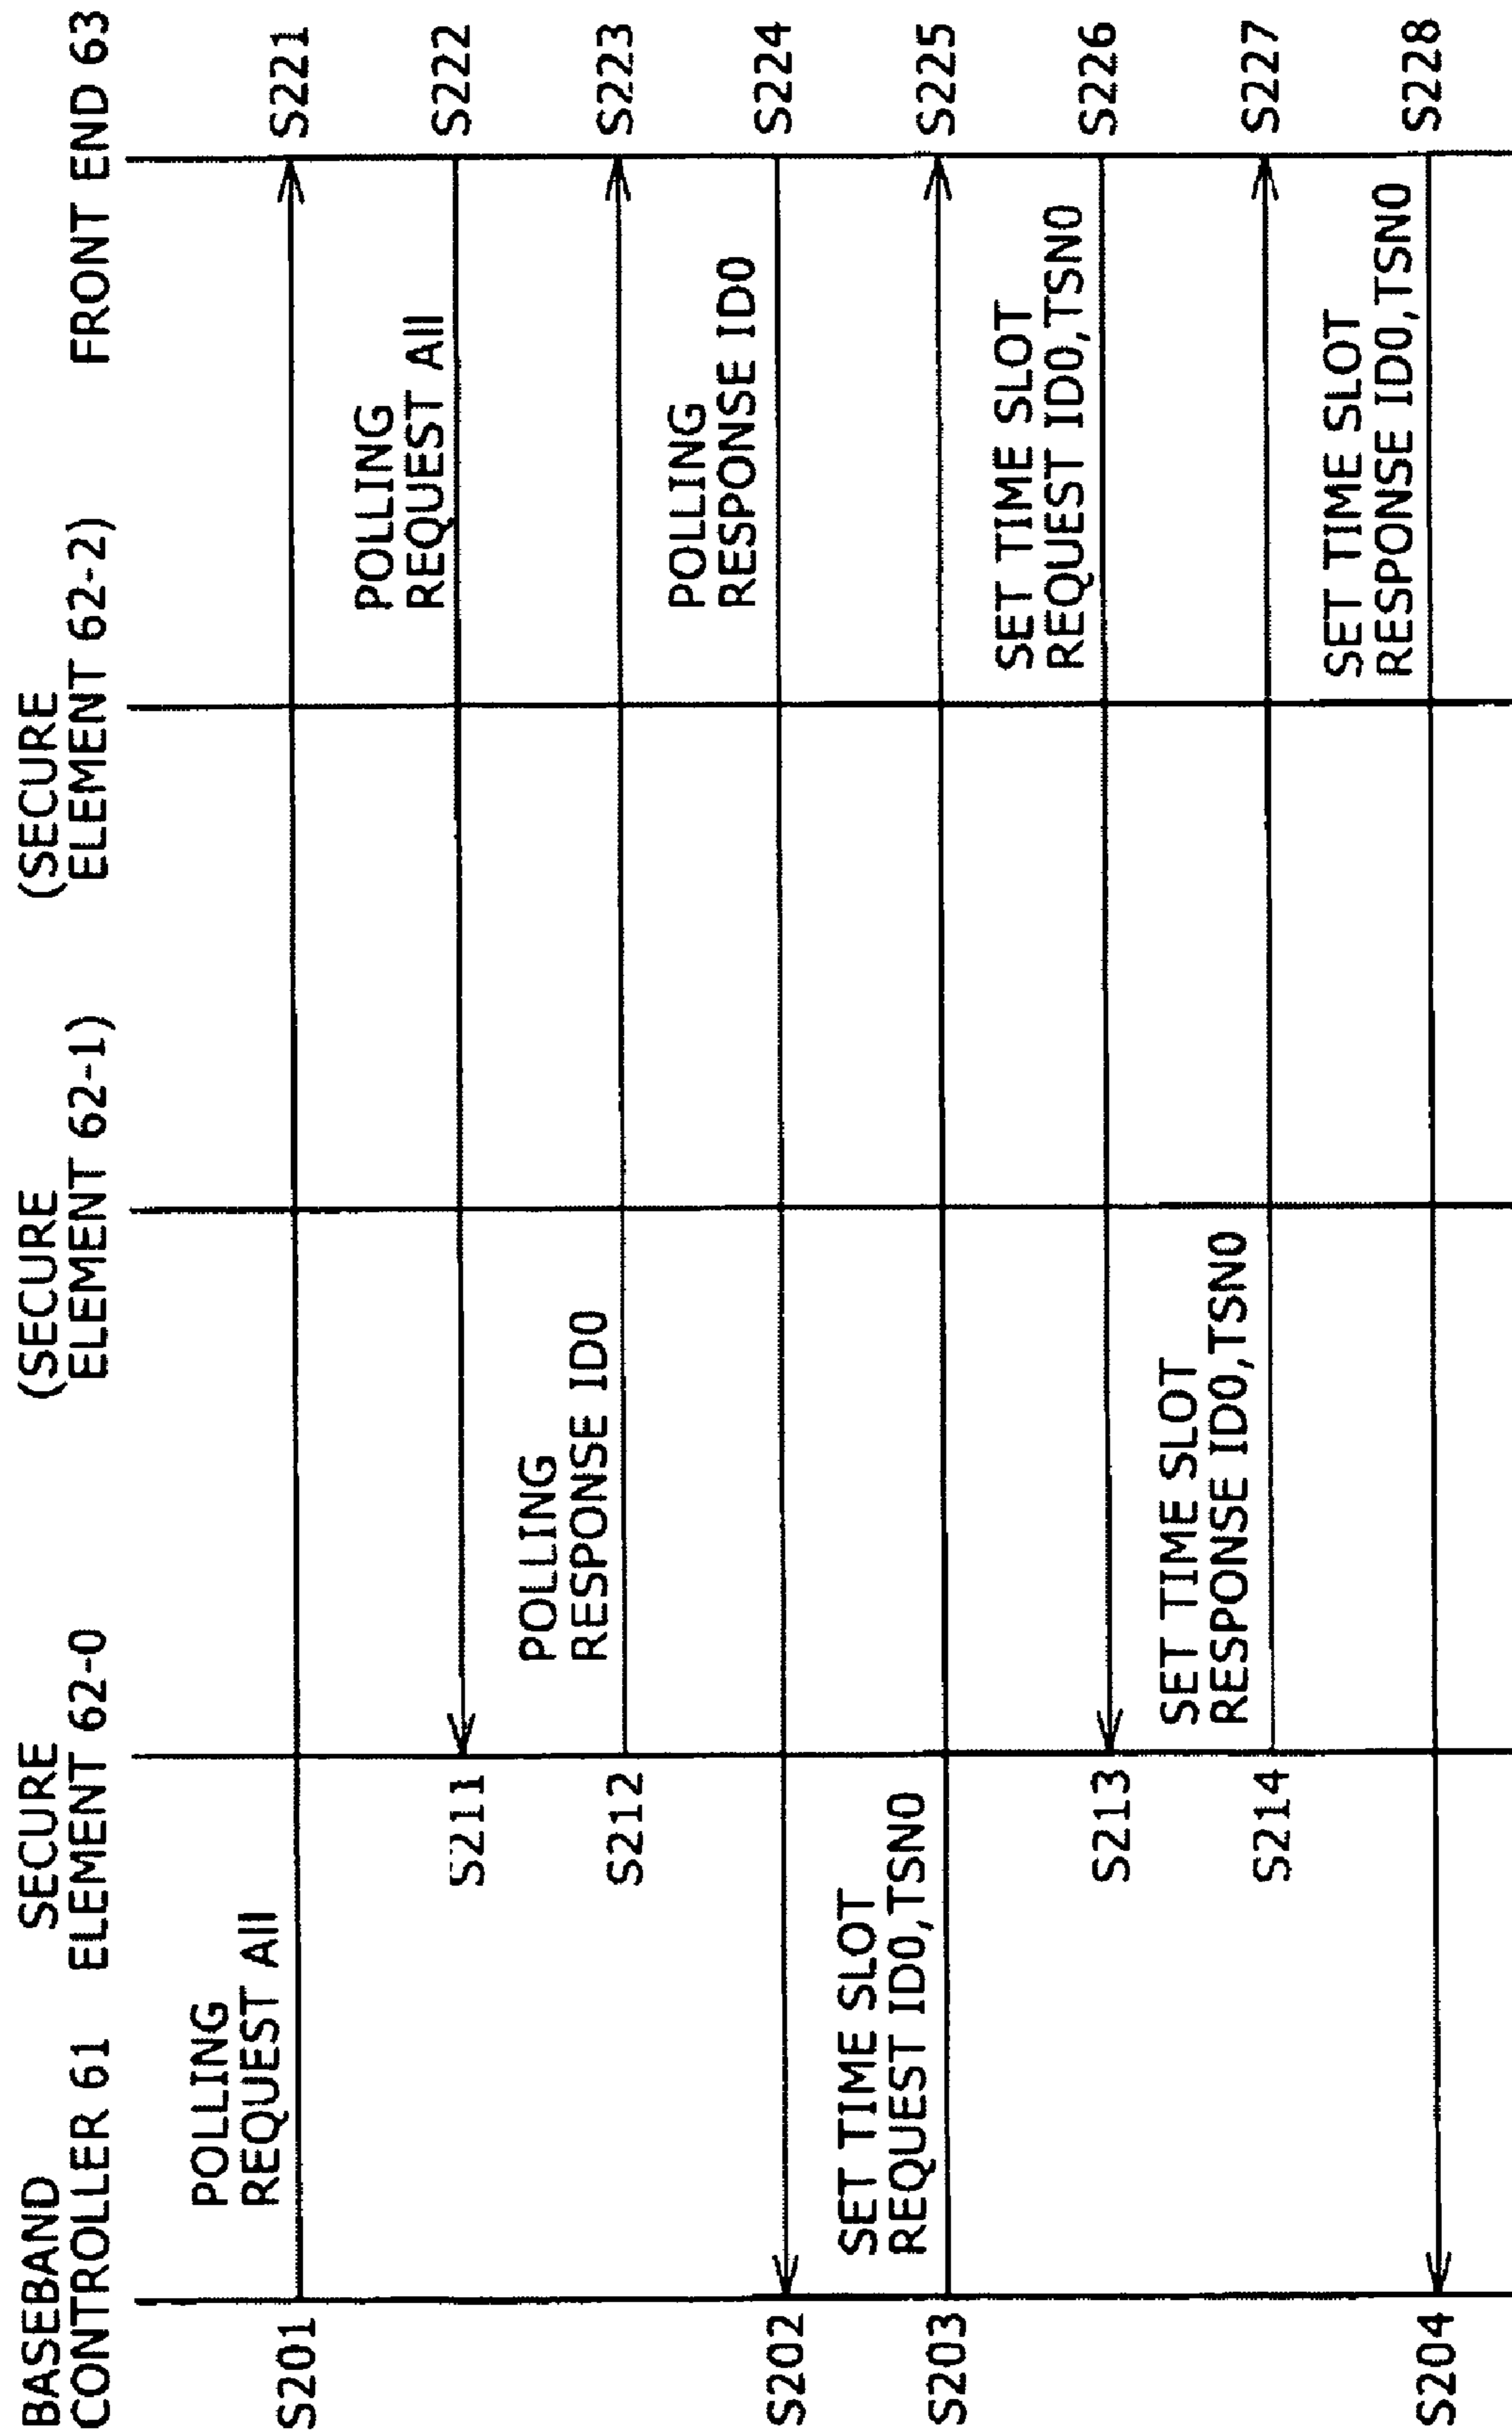 BASEBAND
CONTROLLER 61
SECURE
ELEMENT 62-0
(SECURE
ELEMENT 62-1)
(SECURE
ELEMENT 62-2)
FRONT END 63
POLLING
REQUEST All
S201
S221
POLLING
REQUEST All
S211
S222
POLLING
RESPONSE ID0
S212
S223
POLLING
RESPONSE ID0
S202
S224
SET TIME SLOT
REQUEST ID0,TSN0
S203
S225
SET TIME SLOT
REQUEST ID0,TSN0
S213
S226
SET TIME SLOT
RESPONSE ID0,TSN0
S214
S227
SET TIME SLOT
RESPONSE ID0,TSN0
S204
S228